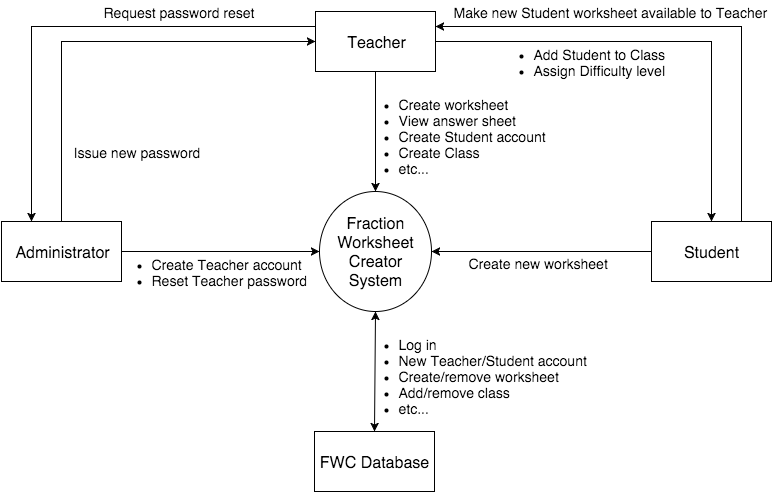 Request password reset
Make new Student worksheet available to Teacher
Teacher
• Add Student to Class
• Assign Difficulty level
• Create worksheet
• View answer sheet
• Create Student account
• Create Class
• etc...
Issue new password
Administrator
Fraction
Worksheet
Creator
System
Student
• Create Teacher account
• Reset Teacher password
Create new worksheet
• Log in
• New Teacher/Student account
• Create/remove worksheet
• Add/remove class
• etc...
FWC Database